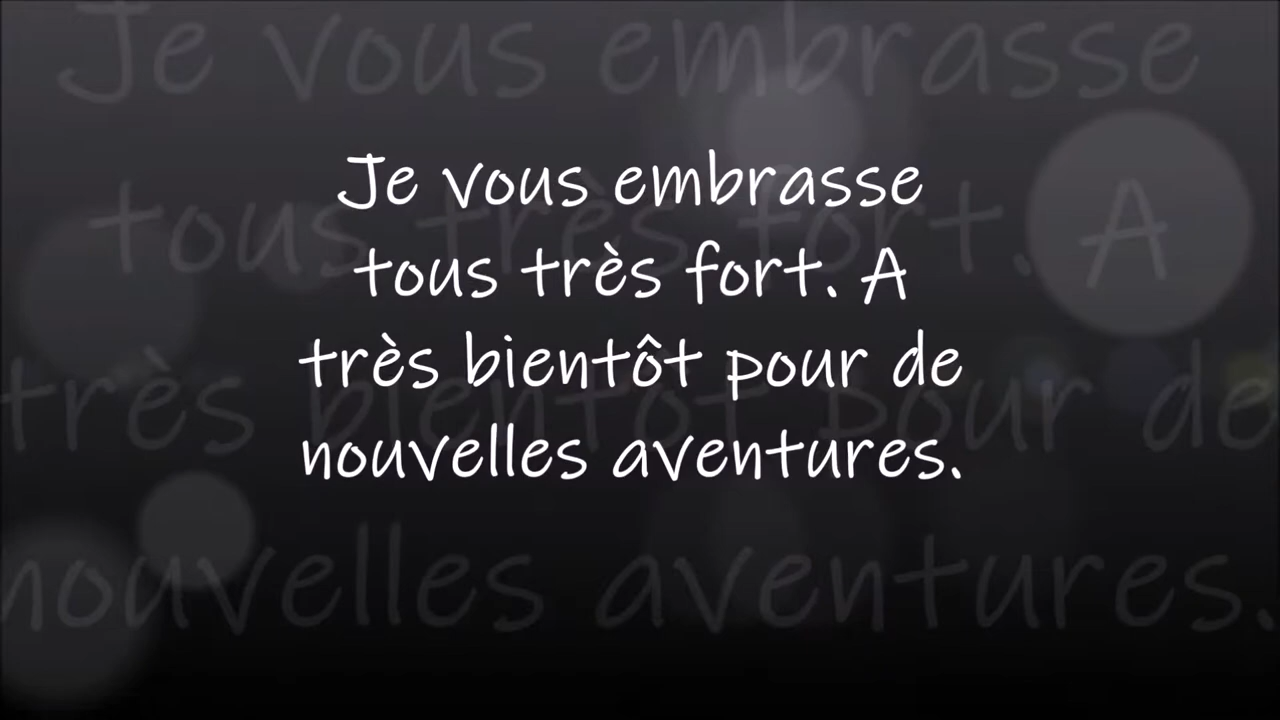 Je vous embrasse
tous très fort. A
très bientôt pour de
nouvelles aventures.